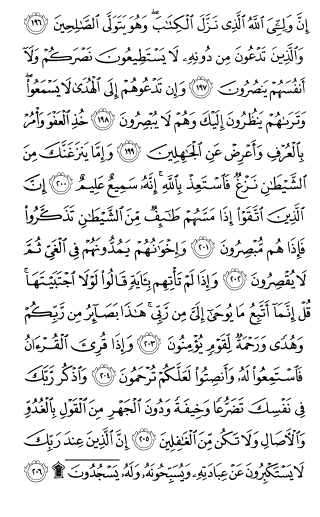 إِنَّ وَلِـِّۧيَ ٱللَّهُ ٱلَّذِى نَزَّلَ ٱلْكِتَٰبَۖ وَهُوَ يَتَوَلَّى ٱلصَّٰلِحِينَ ۝١٩٦
وَٱلَّذِينَ تَدْعُونَ مِن دُونِهِۦ لَا يَسْتَطِيعُونَ نَصْرَكُمْ وَلَآ
أَنفُسَهُمْ يَنصُرُونَ ۝١٩٧ وَإِن تَدْعُوهُمْ إِلَى ٱلْهُدَىٰ لَا يَسْمَعُوا۟ۖ
وَتَرَىٰهُمْ يَنظُرُونَ إِلَيْكَ وَهُمْ لَا يُبْصِرُونَ ۝١٩٨ خُذِ ٱلْعَفْوَ وَأْمُرْ
بِٱلْعُرْفِ وَأَعْرِضْ عَنِ ٱلْجَٰهِلِينَ ۝١٩٩ وَإِمَّا يَنزَغَنَّكَ مِنَ
ٱلشَّيْطَٰنِ نَزْغٌ فَٱسْتَعِذْ بِٱللَّهِۚ إِنَّهُۥ سَمِيعٌ عَلِيمٌ ۝٢٠٠ إِنَّ
ٱلَّذِينَ ٱتَّقَوْا۟ إِذَا مَسَّهُمْ طَٰٓئِفٌ مِّنَ ٱلشَّيْطَٰنِ تَذَكَّرُوا۟
فَإِذَا هُم مُّبْصِرُونَ ۝٢٠١ وَإِخْوَٰنُهُمْ يَمُدُّونَهُمْ فِى ٱلْغَىِّ ثُمَّ
لَا يُقْصِرُونَ ۝٢٠٢ وَإِذَا لَمْ تَأْتِهِم بِـَٔايَةٍ قَالُوا۟ لَوْلَا ٱجْتَبَيْتَهَاۚ
قُلْ إِنَّمَآ أَتَّبِعُ مَا يُوحَىٰٓ إِلَىَّ مِن رَّبِّىۚ هَٰذَا بَصَآئِرُ مِن رَّبِّكُمْ
وَهُدًى وَرَحْمَةٌ لِّقَوْمٍ يُؤْمِنُونَ ۝٢٠٣ وَإِذَا قُرِئَ ٱلْقُرْءَانُ
فَٱسْتَمِعُوا۟ لَهُۥ وَأَنصِتُوا۟ لَعَلَّكُمْ تُرْحَمُونَ ۝٢٠٤ وَٱذْكُر رَّبَّكَ
فِى نَفْسِكَ تَضَرُّعًا وَخِيفَةً وَدُونَ ٱلْجَهْرِ مِنَ ٱلْقَوْلِ بِٱلْغُدُوِّ
وَٱلْـَٔاصَالِ وَلَا تَكُن مِّنَ ٱلْغَٰفِلِينَ ۝٢٠٥ إِنَّ ٱلَّذِينَ عِندَ رَبِّكَ
لَا يَسْتَكْبِرُونَ عَنْ عِبَادَتِهِۦ وَيُسَبِّحُونَهُۥ وَلَهُۥ يَسْجُدُونَ ۩ ۝٢٠٦